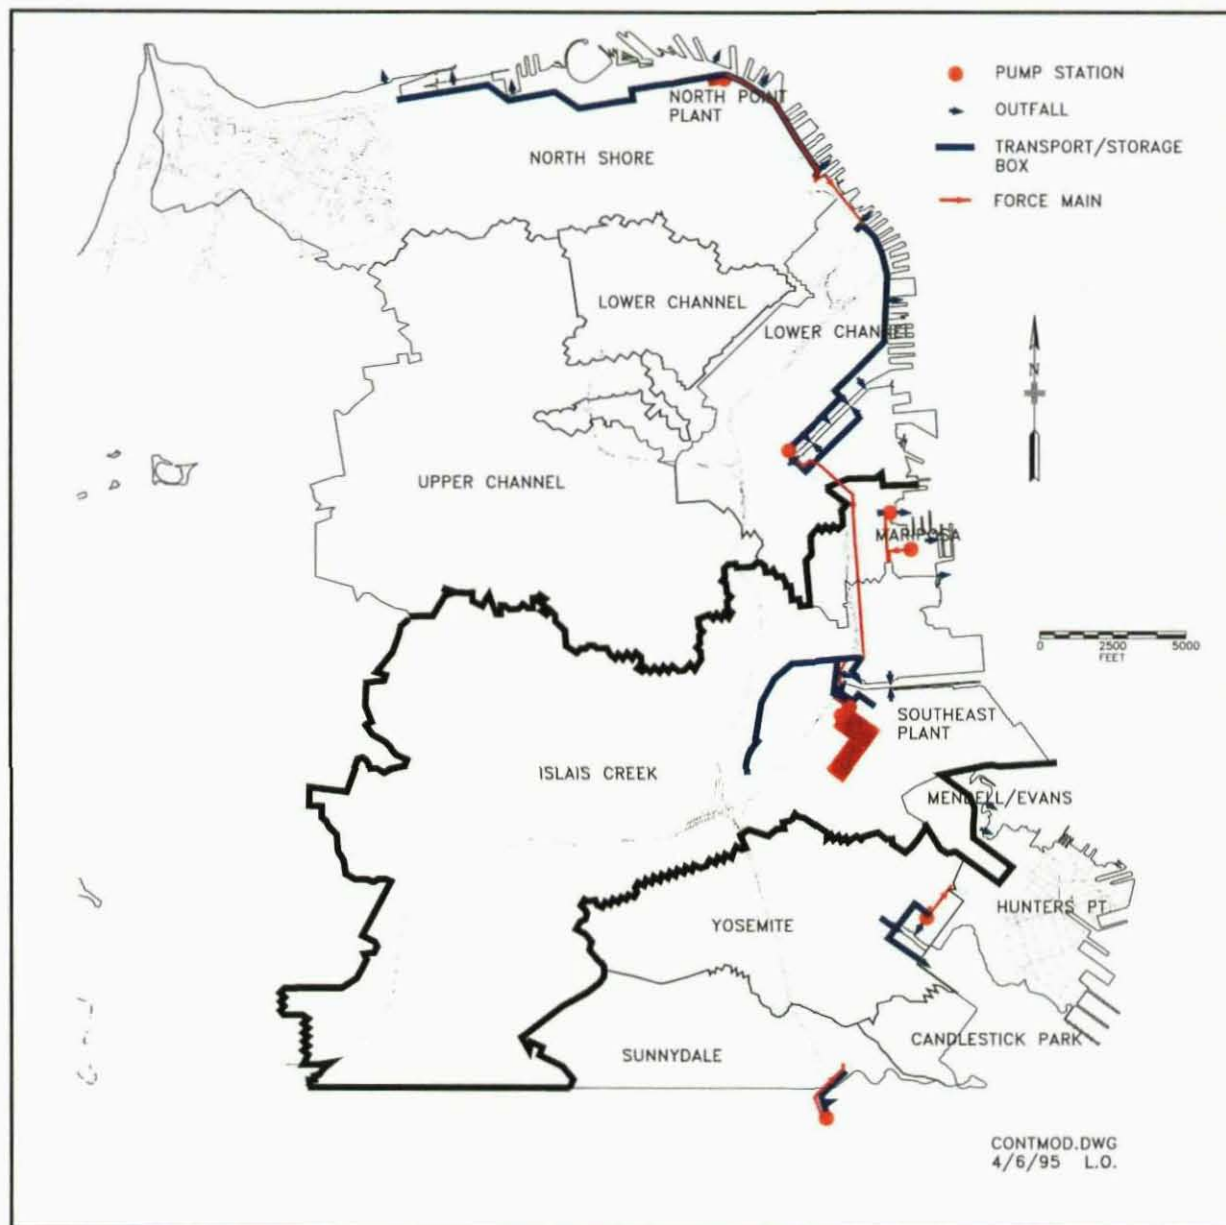 PUMP STATION
OUTFALL
TRANSPORT/STORAGE
BOX
FORCE MAIN
NORTH POINT
PLANT
NORTH SHORE
LOWER CHANNEL
LOWER CHANNEL
N
UPPER CHANNEL
MARIPOSA
0 2500 5000
FEET
SOUTHEAST
PLANT
ISLAIS CREEK
MENDELL/EVANS
HUNTERS PT
YOSEMITE
CANDLESTICK PARK
SUNNYDALE
CONTMOD.DWG
4/6/95 L.O.